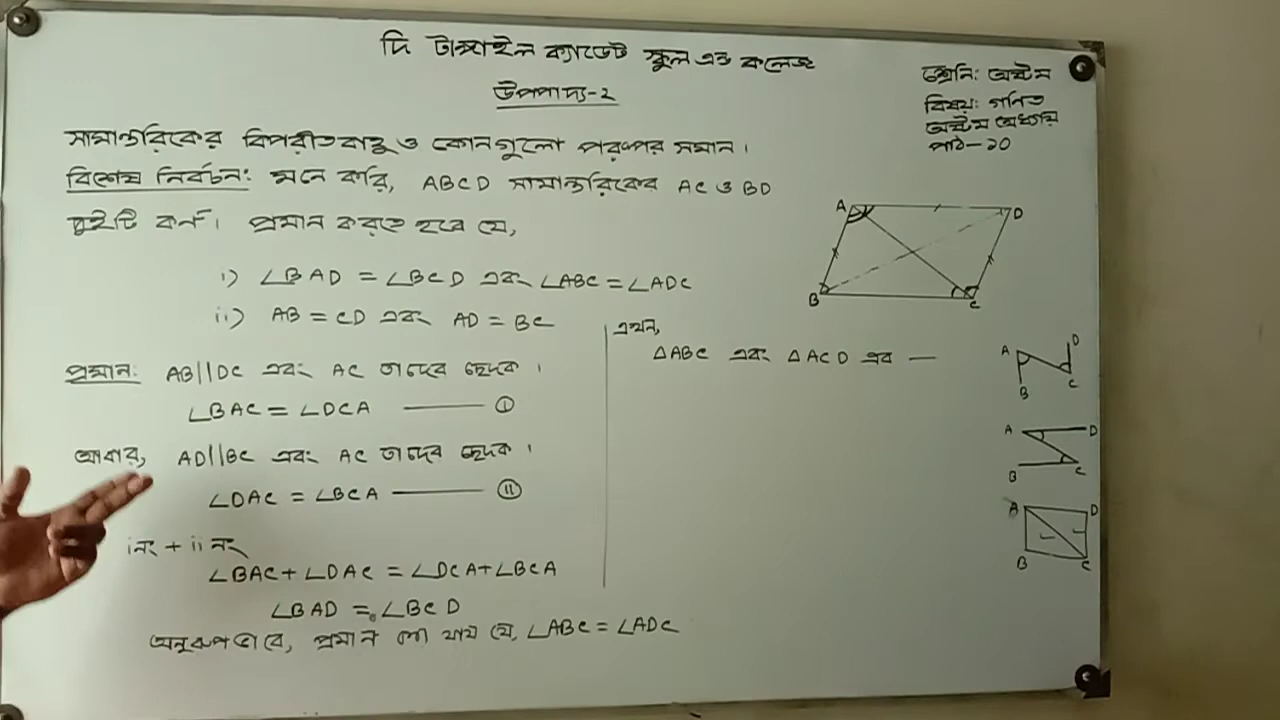 দি টাঙ্গাইল ক্যাডেট স্কুল এন্ড কলেজ
উপপাদ্য-২
শ্রেনি: অষ্টম
বিষয়: গনিত
অষ্টম অধ্যায়
পাঠ-১০
সামান্তরিকের বিপরীত বাহু ও কোনগুলো পরস্পর সমান।
বিশেষ নির্বচন: মনে করি, ABCD সামান্তরিকের AC ও BD
দুইটি কর্ন। প্রমান করতে হবে যে,
i) ∠BAD = ∠BCD এবং ∠ABC = ∠ADC
ii) AB = CD এবং AD = BC
প্রমান: AB||DC এবং AC তাদের ছেদক।
∠BAC = ∠DCA —— (I)
আবার, AD||BC এবং AC তাদের ছেদক।
∠DAC = ∠BCA —— (II)
i নং + ii নং
∠BAC + ∠DAC = ∠DCA + ∠BCA
∠BAD = ∠BCD
অনুরূপভাবে, প্রমান করা যায় যে, ∠ABC = ∠ADC
এখন,
ΔABC এবং ΔACD এর —
A D
B C
A D
B C
A D
B C
A D
B C